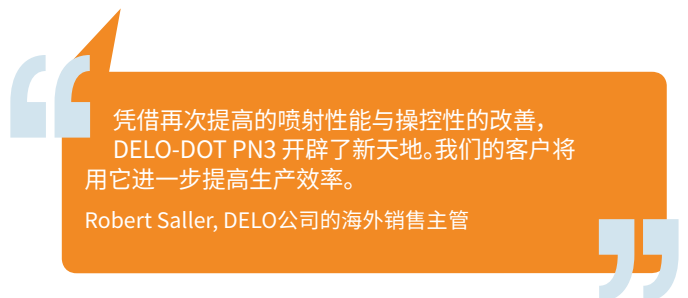 凭借再次提高的喷射性能与操控性的改善，
DELO-DOT PN3 开辟了新天地。我们的客户将
用它进一步提高生产效率。
Robert Saller, DELO公司的海外销售主管